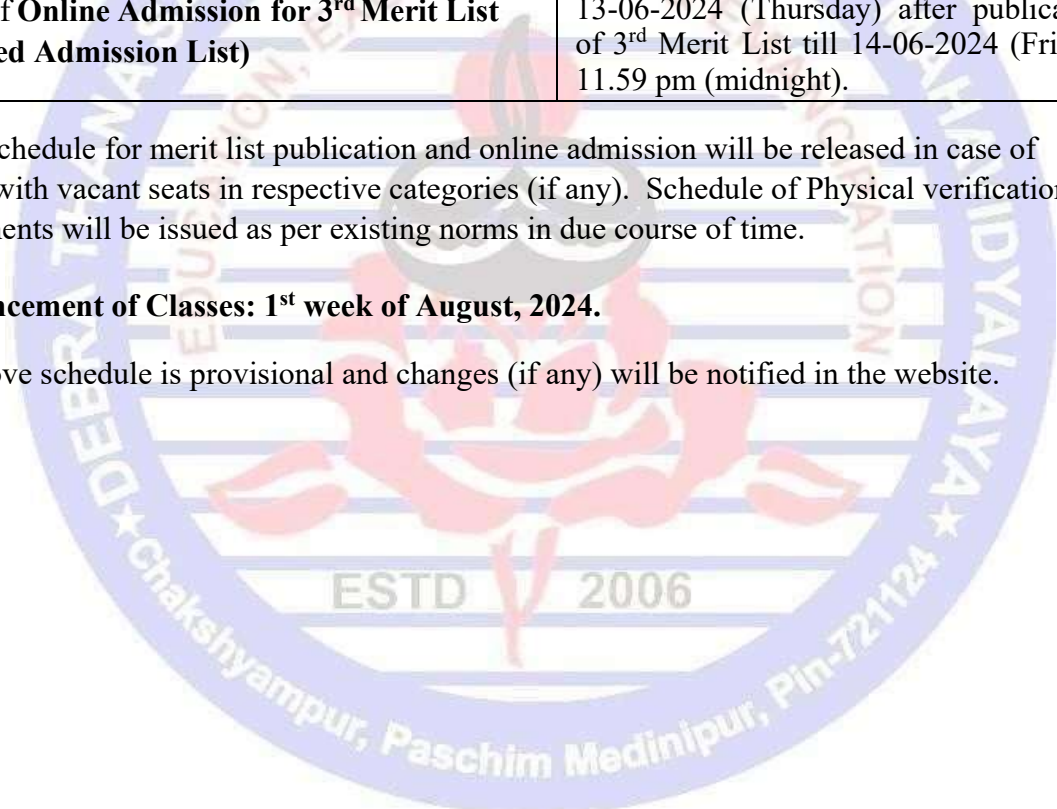 f Online Admission for 3rd Merit List
ed Admission List)
13-06-2024 (Thursday) after publica
of 3rd Merit List till 14-06-2024 (Fri
11.59 pm (midnight).
chedule for merit list publication and online admission will be released in case of
with vacant seats in respective categories (if any). Schedule of Physical verification
ents will be issued as per existing norms in due course of time.
ncement of Classes: 1st week of August, 2024.
ove schedule is provisional and changes (if any) will be notified in the website.
EDUCATION, E
ANCIPATION
DEBRA THANA S
AHIDYALAYA
ESTD 2006
Chakshyampur, Paschim Medinipur, Pin-721124